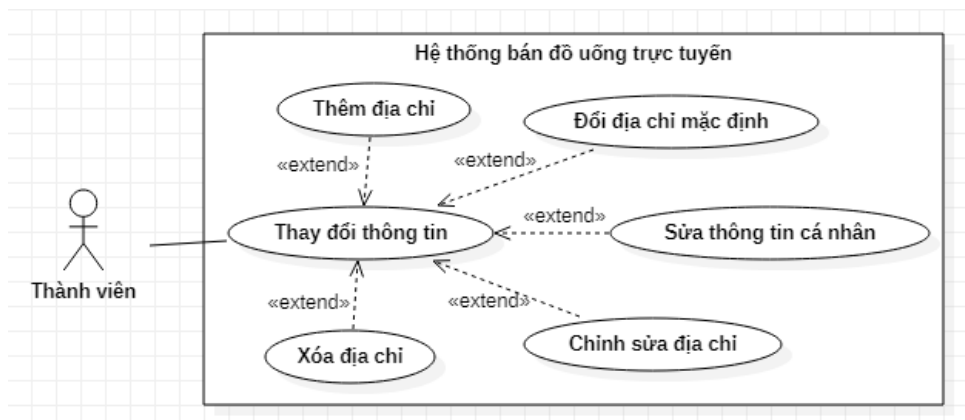 Hệ thống bán đồ uống trực tuyến
Thêm địa chỉ
Đổi địa chỉ mặc định
«extend»
«extend»
«extend»
Thay đổi thông tin
Sửa thông tin cá nhân
Thành viên
«extend»
«extend»
Xóa địa chỉ
Chỉnh sửa địa chỉ